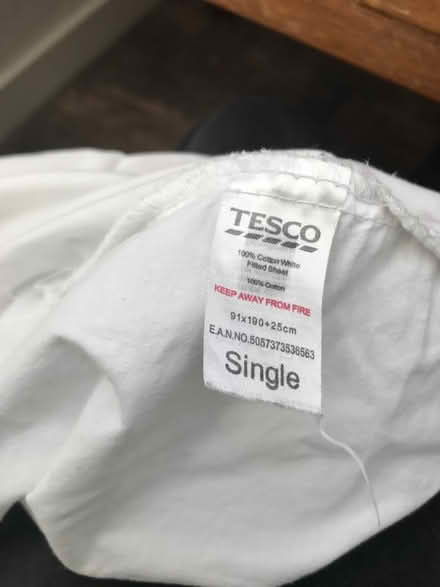 TESCO
100% Cotton White
Fitted Sheet
100% Cotton
KEEP AWAY FROM FIRE
91x190+25cm
E.A.N.NO.5057373536563
Single